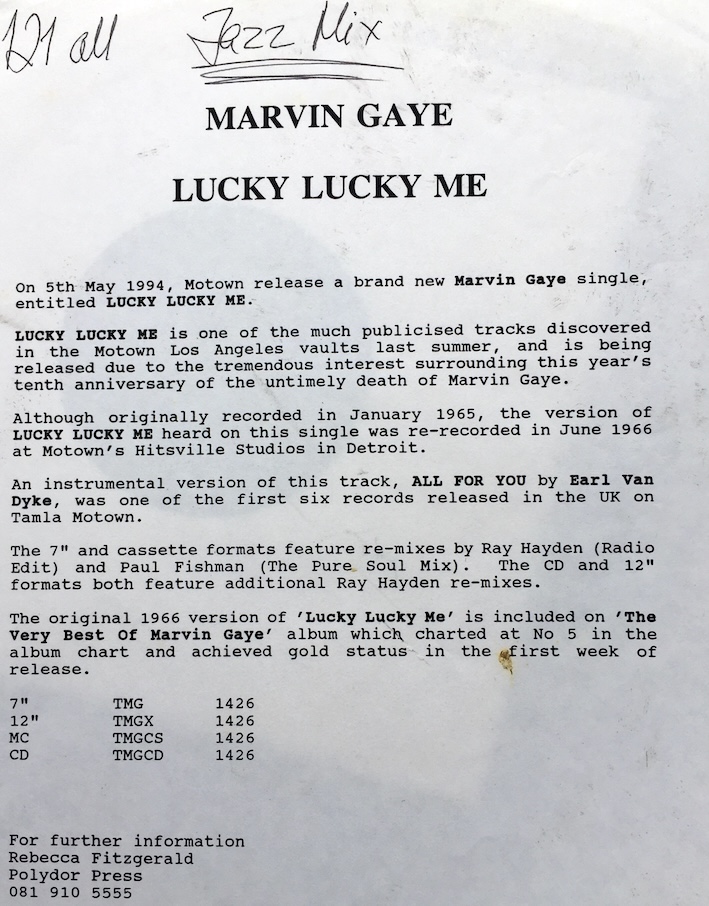 121 all Jazz Mix
MARVIN GAYE
LUCKY LUCKY ME
On 5th May 1994, Motown release a brand new Marvin Gaye single,
entitled LUCKY LUCKY ME.
LUCKY LUCKY ME is one of the much publicised tracks discovered
in the Motown Los Angeles vaults last summer, and is being
released due to the tremendous interest surrounding this year's
tenth anniversary of the untimely death of Marvin Gaye.
Although originally recorded in January 1965, the version of
LUCKY LUCKY ME heard on this single was re-recorded in June 1966
at Motown's Hitsville Studios in Detroit.
An instrumental version of this track, ALL FOR YOU by Earl Van
Dyke, was one of the first six records released in the UK on
Tamla Motown.
The 7" and cassette formats feature re-mixes by Ray Hayden (Radio
Edit) and Paul Fishman (The Pure Soul Mix). The CD and 12"
formats both feature additional Ray Hayden re-mixes.
The original 1966 version of 'Lucky Lucky Me' is included on 'The
Very Best Of Marvin Gaye' album which charted at No 5 in the
album chart and achieved gold status in the first week of
release.
7" TMG 1426
12" TMGX 1426
MC TMGCS 1426
CD TMGCD 1426
For further information
Rebecca Fitzgerald
Polydor Press
081 910 5555